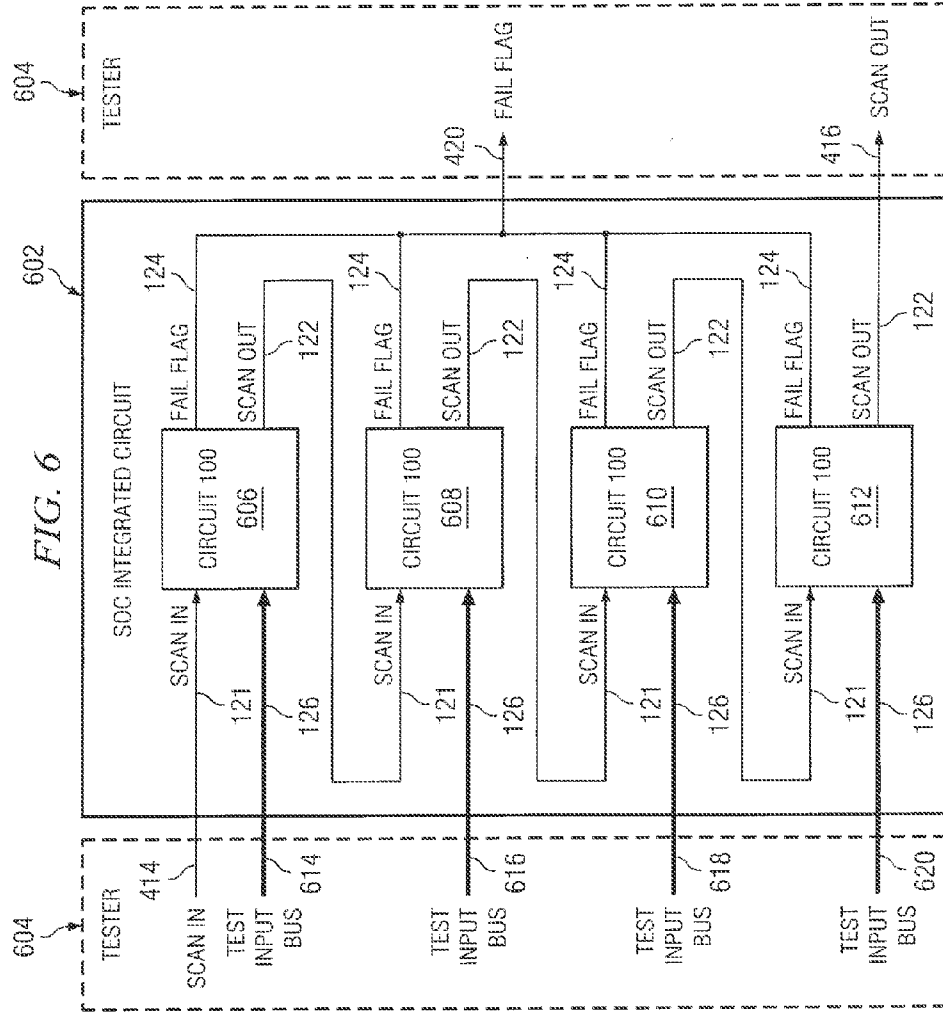 FIG. 6
604
TESTER
SCAN IN
414
TEST
INPUT
BUS
614
TEST
INPUT
BUS
616
TEST
INPUT
BUS
618
TEST
INPUT
BUS
620
602
SOC INTEGRATED CIRCUIT
SCAN IN
121
126
CIRCUIT 100
606
FAIL FLAG
124
SCAN OUT
122
SCAN IN
121
126
CIRCUIT 100
608
FAIL FLAG
124
SCAN OUT
122
SCAN IN
121
126
CIRCUIT 100
610
FAIL FLAG
124
SCAN OUT
122
SCAN IN
121
126
CIRCUIT 100
612
FAIL FLAG
124
SCAN OUT
122
604
TESTER
420
FAIL FLAG
416
SCAN OUT